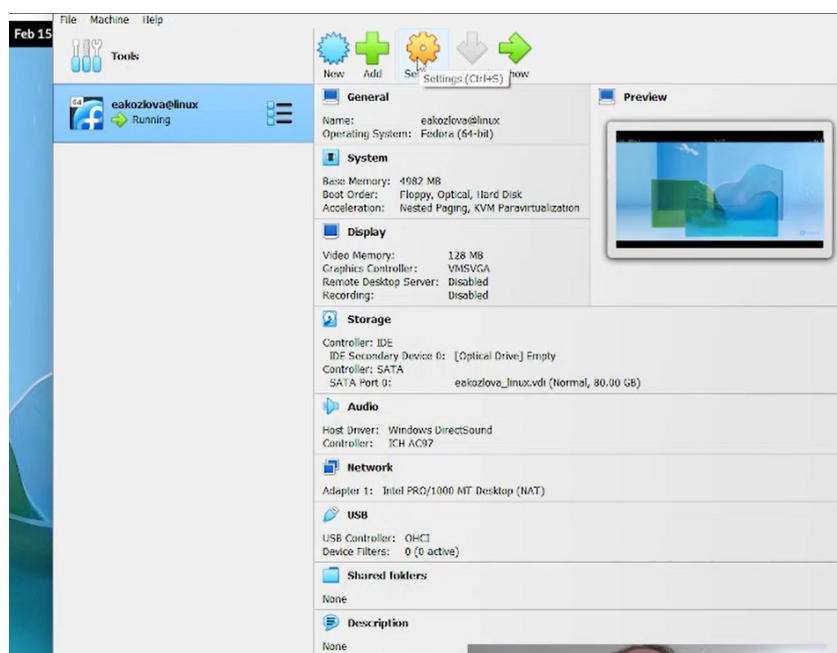 File Machine Help
Feb 15
Tools
New Add Se Settings (Ctrl+S) how
64
eakozlova@linux
Running
General
Name: eakozlova@linux
Operating System: Fedora (64-bit)
Preview
System
Base Memory: 4982 MB
Boot Order: Floppy, Optical, Hard Disk
Acceleration: Nested Paging, KVM Paravirtualization
Display
Video Memory: 128 MB
Graphics Controller: VMSVGA
Remote Desktop Server: Disabled
Recording: Disabled
Storage
Controller: IDE
IDE Secondary Device 0: [Optical Drive] Empty
Controller: SATA
SATA Port 0: eakozlova_linux.vdi (Normal, 80.00 GB)
Audio
Host Driver: Windows DirectSound
Controller: ICH AC97
Network
Adapter 1: Intel PRO/1000 MT Desktop (NAT)
USB
USB Controller: OHCI
Device Filters: 0 (0 active)
Shared folders
None
Description
None